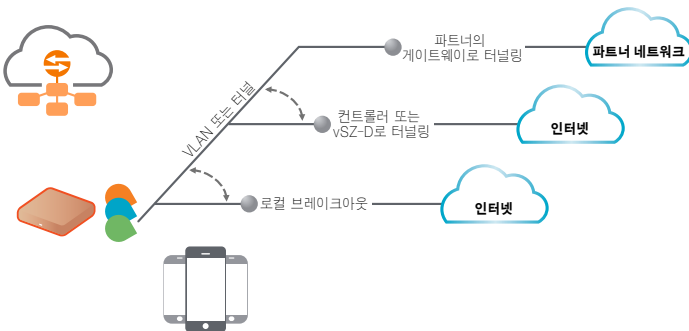 파트너의
게이트웨이로 터널링
파트너 네트워크
VLAN 또는 터널
컨트롤러 또는
vSZ-D로 터널링
인터넷
로컬 브레이크아웃
인터넷